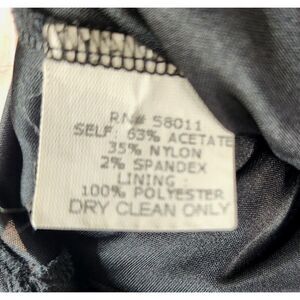 RN# 58011
SELF: 63% ACETATE
35% NYLON
2% SPANDEX
LINING
100% POLYESTER
DRY CLEAN ONLY